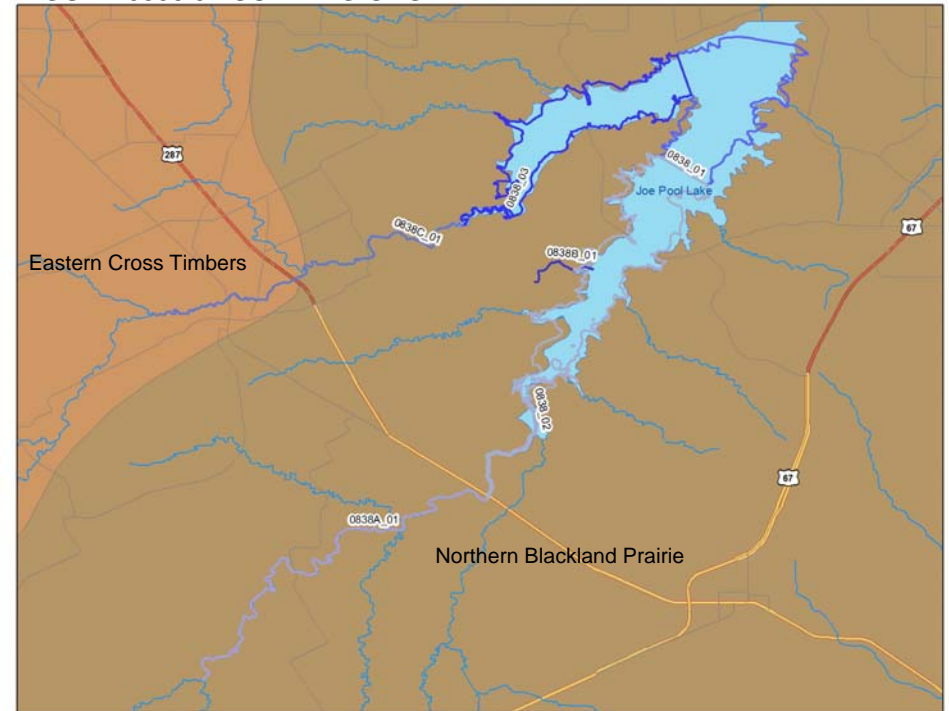 287
0838_03
0838_01
Joe Pool Lake
0838C_01
67
0838B_01
Eastern Cross Timbers
0838_02
67
0838A_01
Northern Blackland Prairie